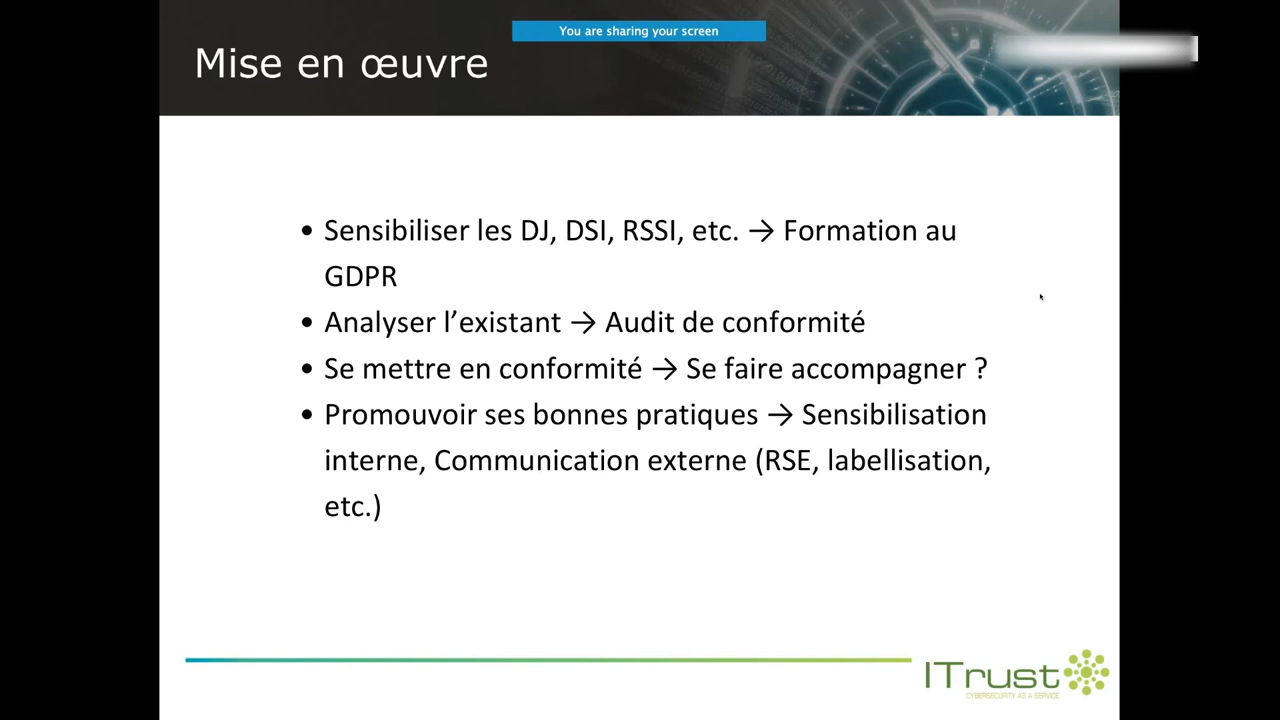 You are sharing your screen
Mise en œuvre
• Sensibiliser les DJ, DSI, RSSI, etc. → Formation au
GDPR
• Analyser l’existant → Audit de conformité
• Se mettre en conformité → Se faire accompagner ?
• Promouvoir ses bonnes pratiques → Sensibilisation
interne, Communication externe (RSE, labellisation,
etc.)
ITrust
CYBERSECURITY AS A SERVICE